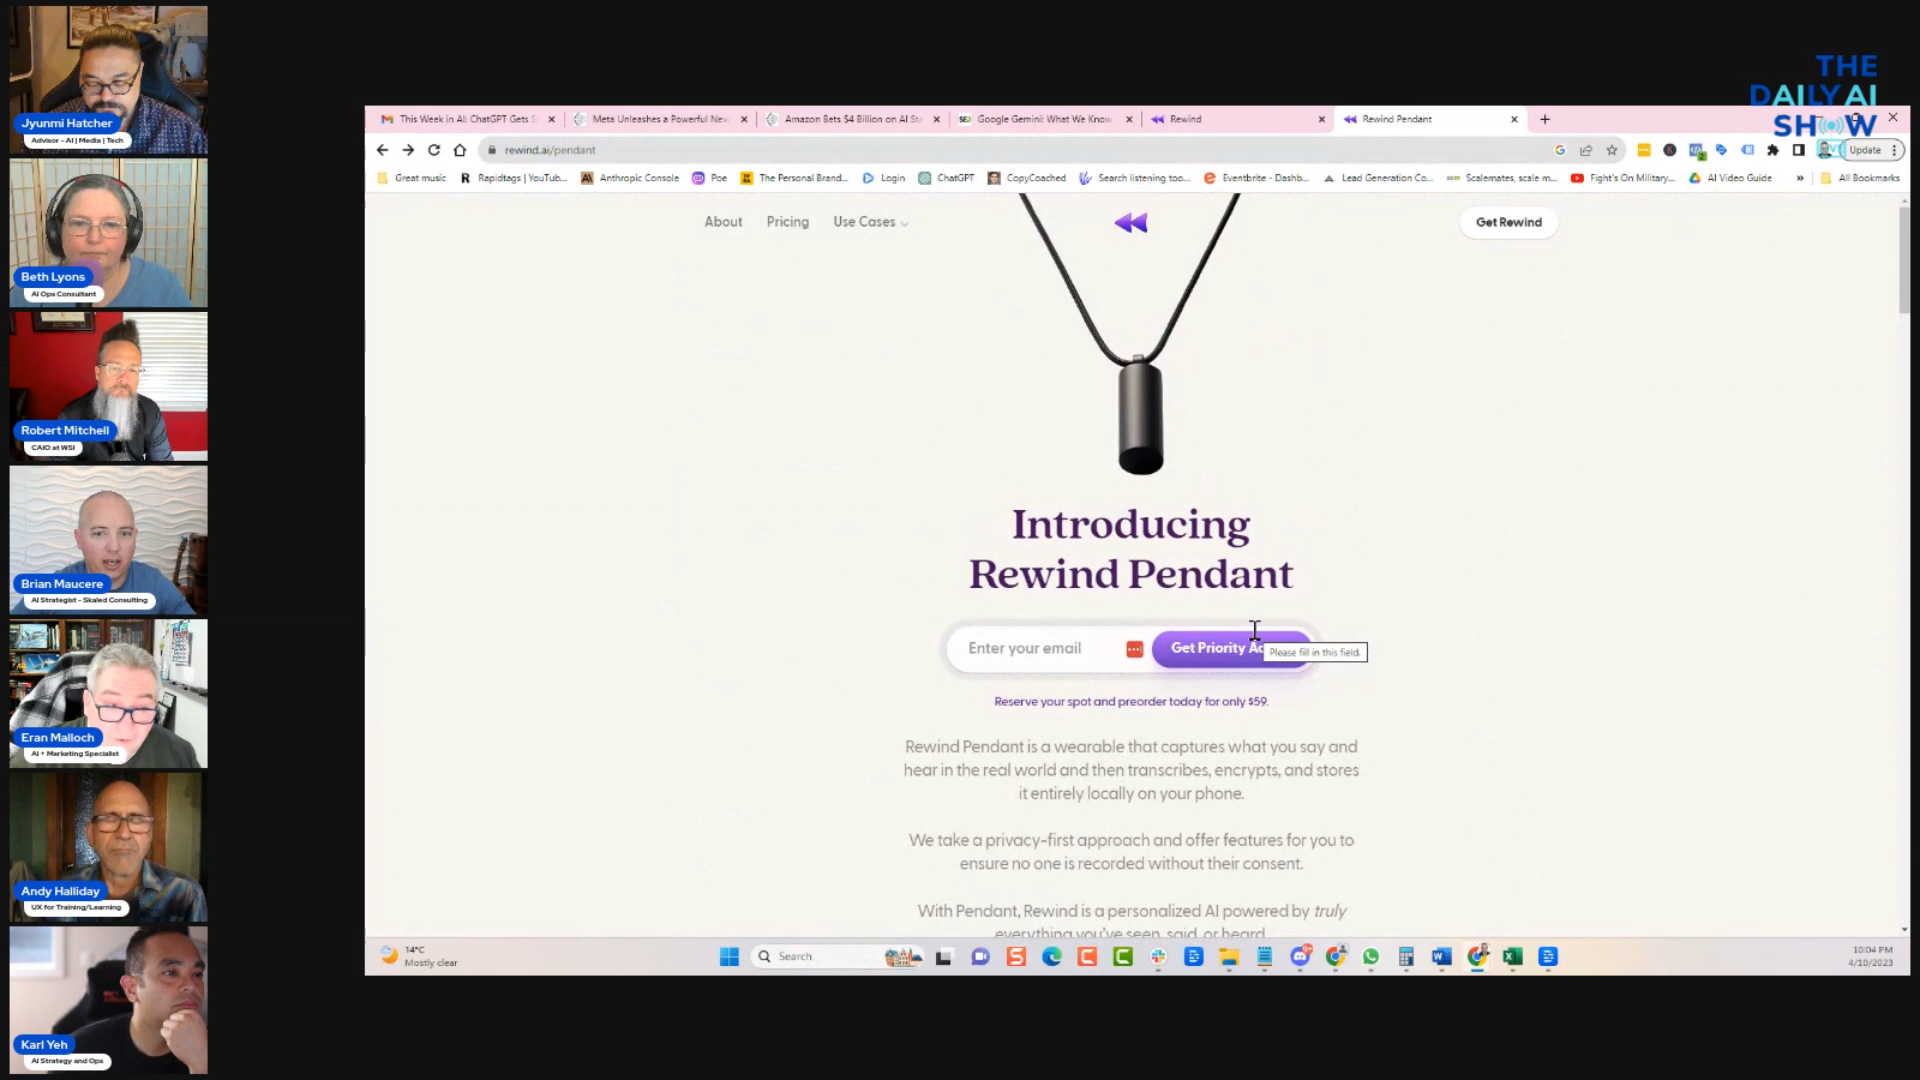 Jyunmi Hatcher
Advisor - AI | Media | Tech
Beth Lyons
AI Ops Consultant
Robert Mitchell
CAIO at WSI
Brian Maucere
AI Strategist - Skaled Consulting
Eran Malloch
AI + Marketing Specialist
Andy Halliday
UX for Training/Learning
Karl Yeh
AI Strategy and Ops
THE
DAILY AI
SHOW
This Week in AI: ChatGPT Gets
Meta Unleashes a Powerful Ne
Amazon Bets $4 Billion on AI St
Google Gemini: What We Know
Rewind
Rewind Pendant
rewind.ai/pendant
Update
Great music
Rapidtags | YouTub...
Anthropic Console
Poe
The Personal Brand...
Login
ChatGPT
CopyCoached
Search listening too...
Eventbrite - Dashb...
Lead Generation Co...
Scalemates, scale m...
Fight's On Military...
AI Video Guide
»
All Bookmarks
About
Pricing
Use Cases
Get Rewind
Introducing
Rewind Pendant
Enter your email
Get Priority Ac
Please fill in this field.
Reserve your spot and preorder today for only $59.
Rewind Pendant is a wearable that captures what you say and
hear in the real world and then transcribes, encrypts, and stores
it entirely locally on your phone.
We take a privacy-first approach and offer features for you to
ensure no one is recorded without their consent.
With Pendant, Rewind is a personalized AI powered by truly
everything you've seen, said, or heard.
14°C
Mostly clear
Search
10:04 PM
4/10/2023